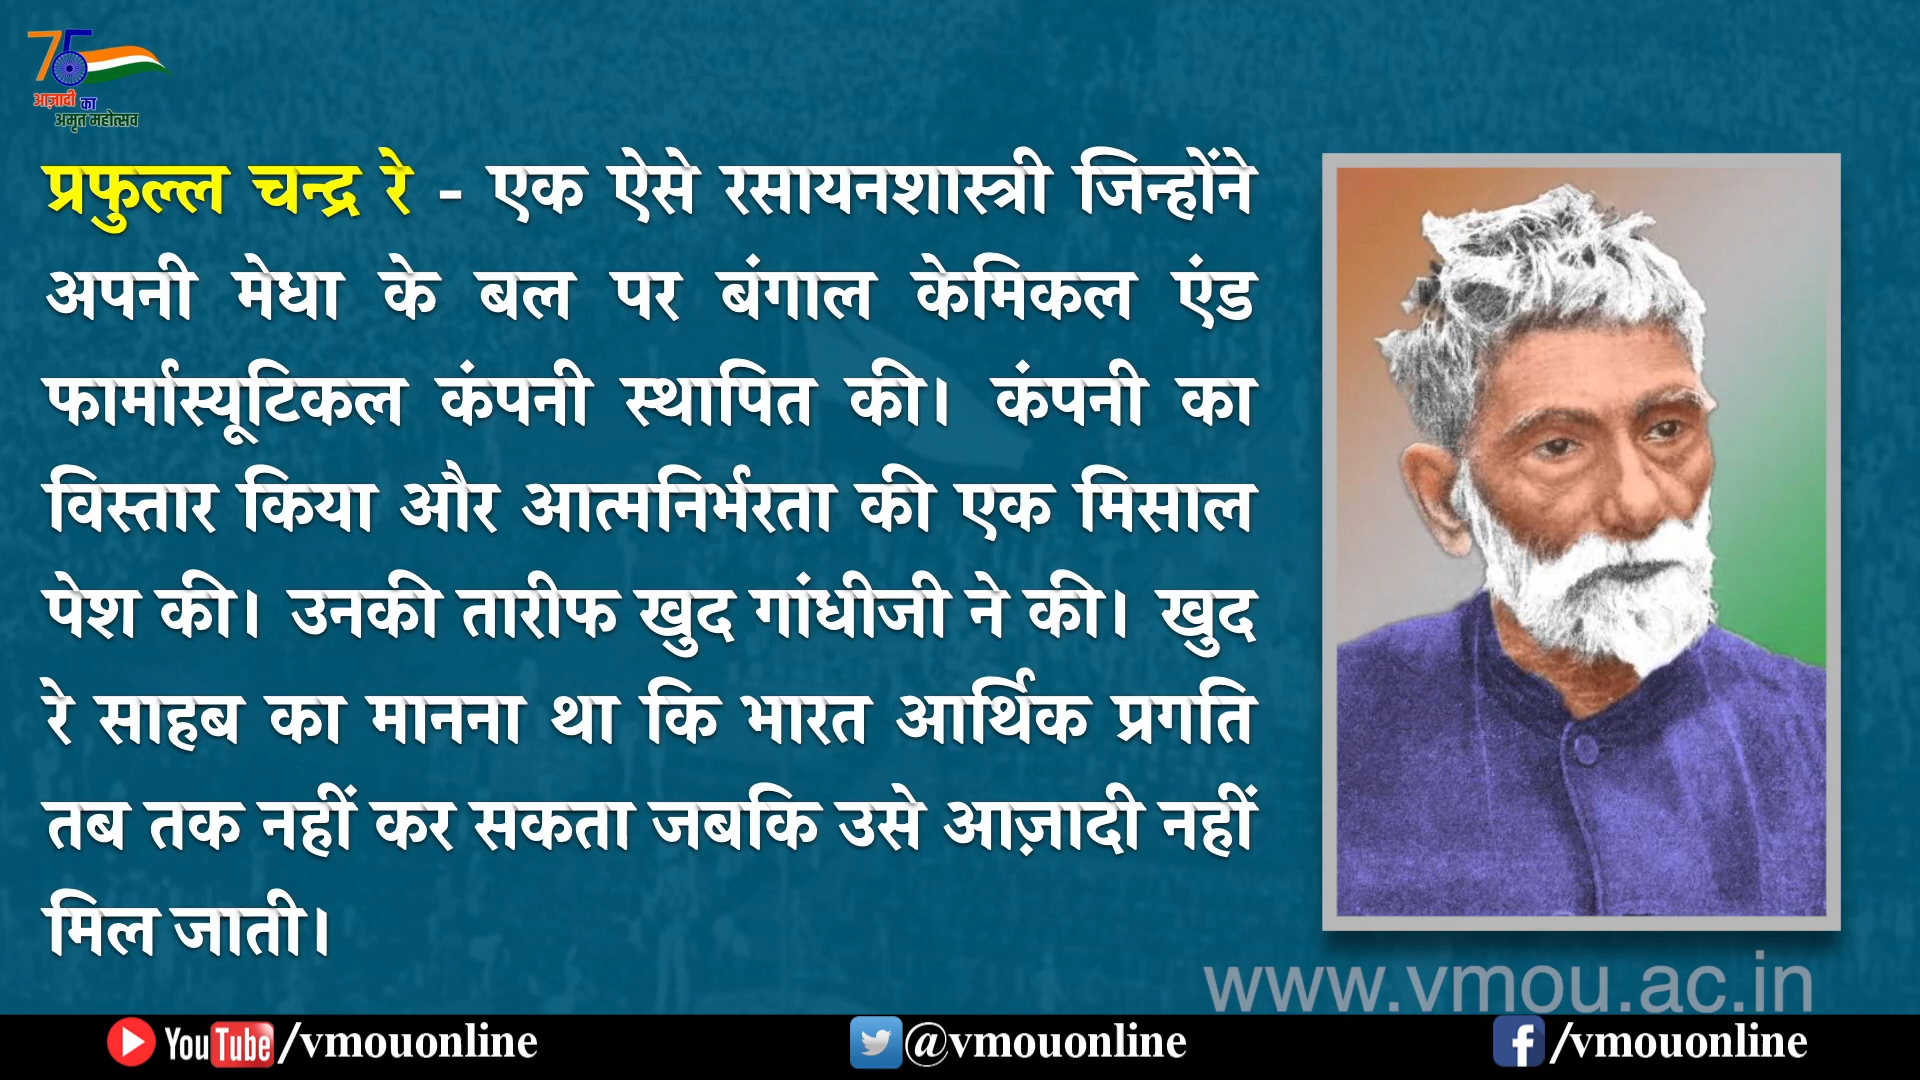 75
आज़ादी का
अमृत महोत्सव
प्रफुल्ल चन्द्र रे - एक ऐसे रसायनशास्त्री जिन्होंने
अपनी मेधा के बल पर बंगाल केमिकल एंड
फार्मास्यूटिकल कंपनी स्थापित की। कंपनी का
विस्तार किया और आत्मनिर्भरता की एक मिसाल
पेश की। उनकी तारीफ खुद गांधीजी ने की। खुद
रे साहब का मानना था कि भारत आर्थिक प्रगति
तब तक नहीं कर सकता जबकि उसे आज़ादी नहीं
मिल जाती।
www.vmou.ac.in
YouTube/vmouonline
@vmouonline
f/vmouonline